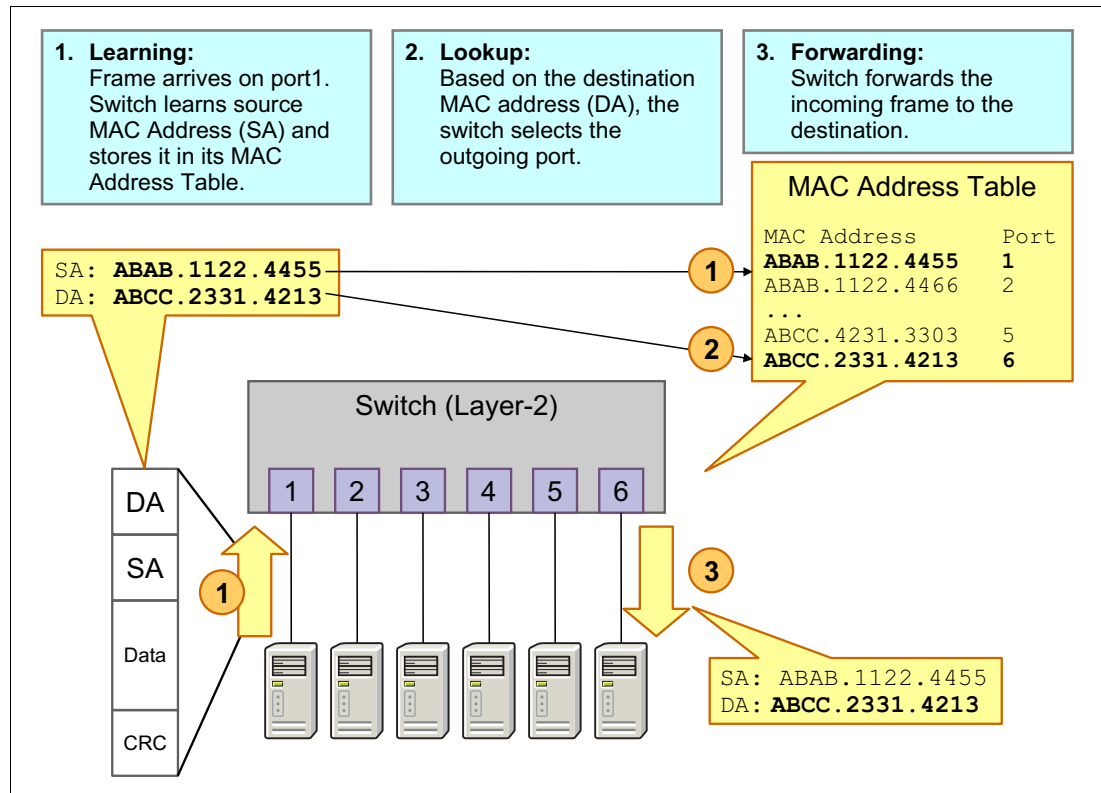 1. Learning:
Frame arrives on port1.
Switch learns source
MAC Address (SA) and
stores it in its MAC
Address Table.
2. Lookup:
Based on the destination
MAC address (DA), the
switch selects the
outgoing port.
3. Forwarding:
Switch forwards the
incoming frame to the
destination.
MAC Address Table
MAC Address Port
ABAB.1122.4455 1
ABAB.1122.4466 2
...
ABCC.4231.3303 5
ABCC.2331.4213 6
SA: ABAB.1122.4455
DA: ABCC.2331.4213
1
2
Switch (Layer-2)
1 2 3 4 5 6
DA
SA
Data
CRC
1
3
SA: ABAB.1122.4455
DA: ABCC.2331.4213